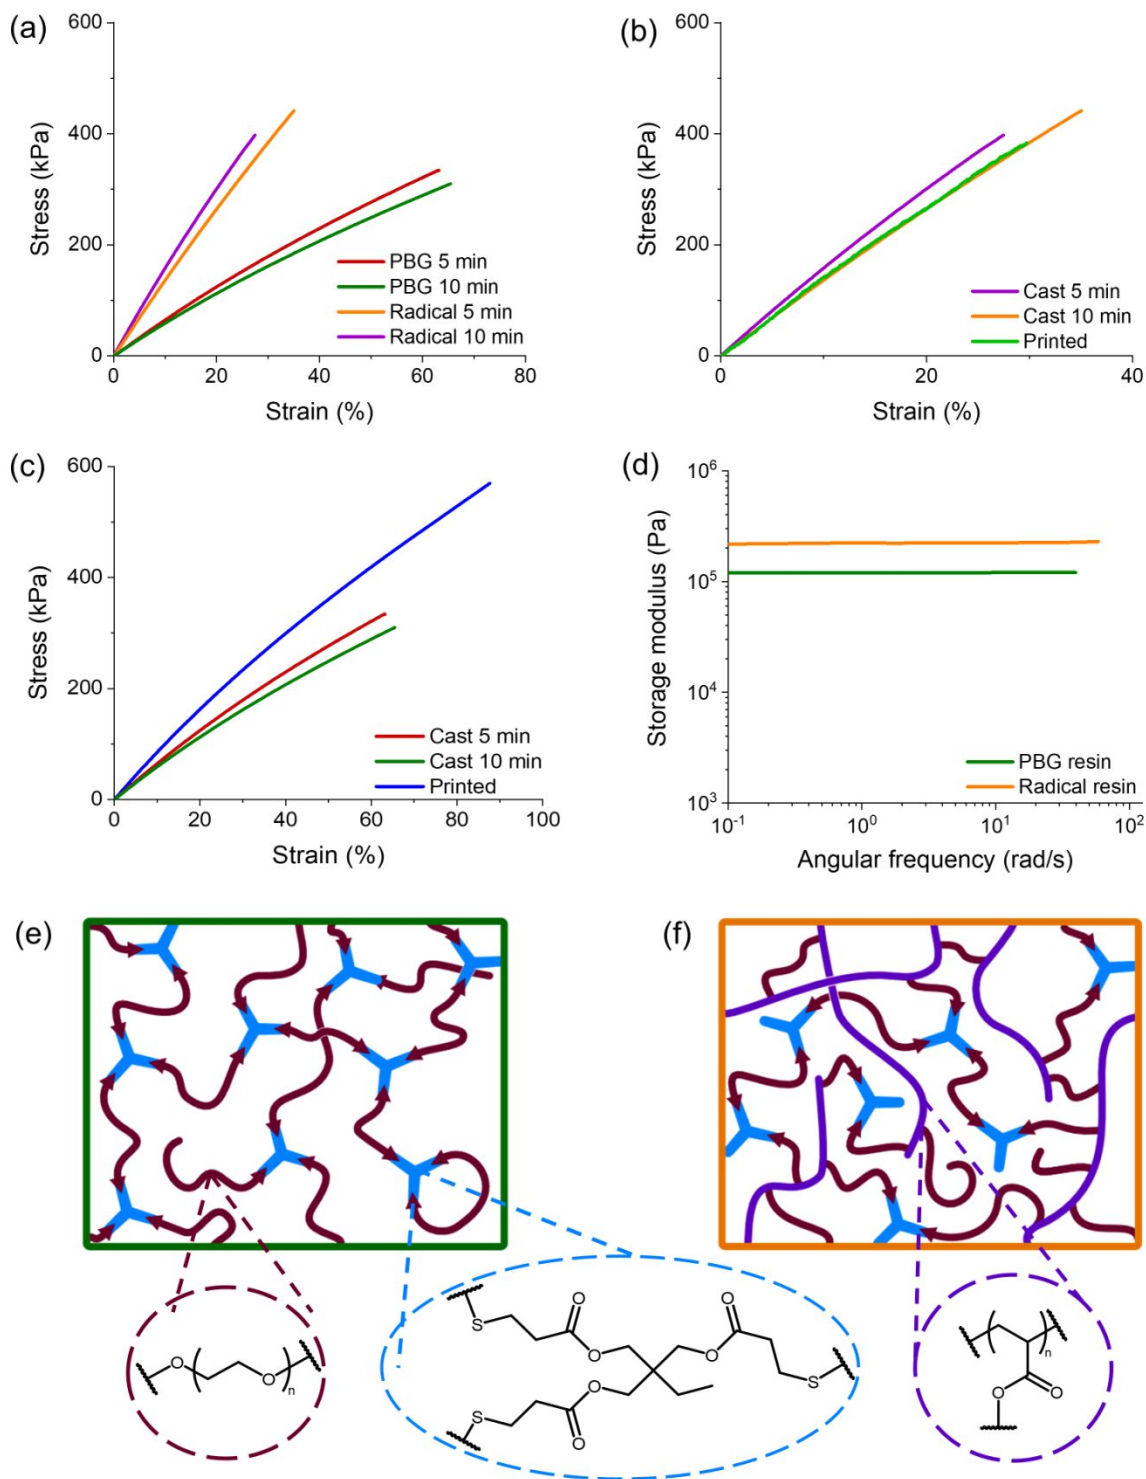 (a)
600
400
200
0
Stress (kPa)
PBG 5 min
PBG 10 min
Radical 5 min
Radical 10 min
0 20 40 60 80
Strain (%)
(b)
600
400
200
0
Stress (kPa)
Cast 5 min
Cast 10 min
Printed
0 20 40
Strain (%)
(c)
600
400
200
0
Stress (kPa)
Cast 5 min
Cast 10 min
Printed
0 20 40 60 80 100
Strain (%)
(d)
10⁶
10⁵
10⁴
10³
Storage modulus (Pa)
PBG resin
Radical resin
10⁻¹ 10⁰ 10¹ 10²
Angular frequency (rad/s)
(e)
(f)
O
O
n
S
O
O
O
O
S
O
S
O
n
O
O